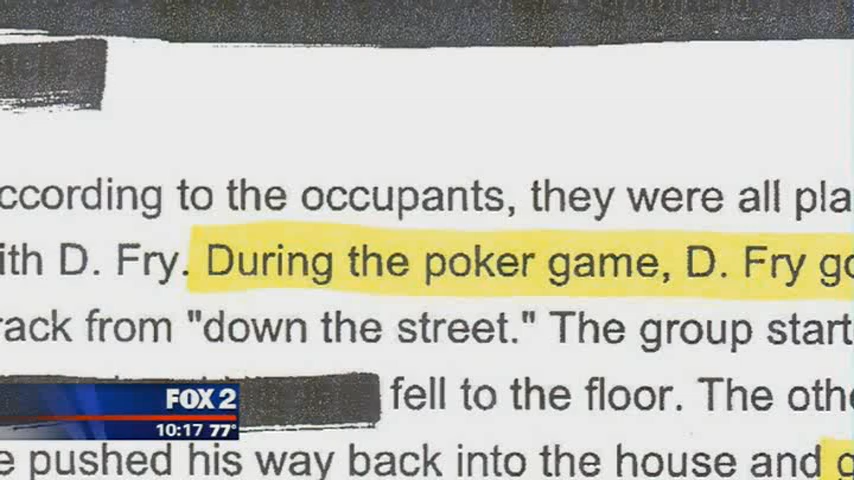 ccording to the occupants, they were all pla
ith D. Fry. During the poker game, D. Fry go
rack from "down the street." The group start
fell to the floor. The othe
e pushed his way back into the house and g
FOX 2
10:17 77°